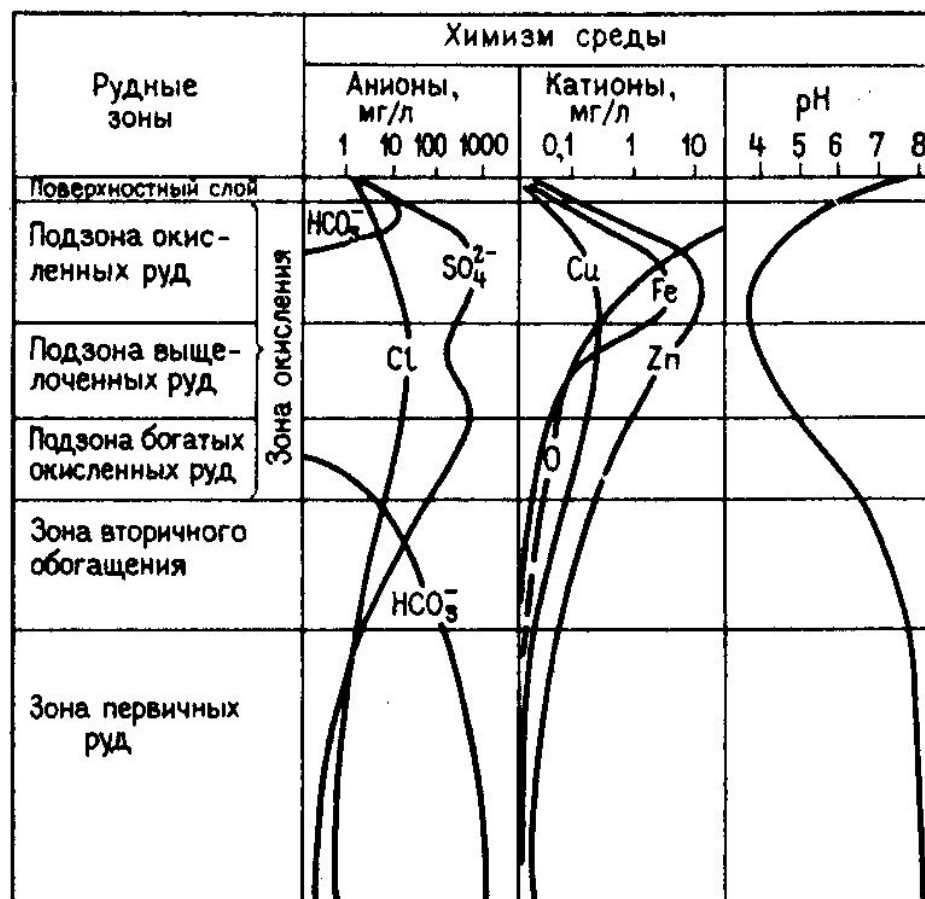 Химизм среды
Рудные
зоны
Анионы,
мг/л
1 10 100 1000
Катионы,
мг/л
0,1 1 10
pH
4 5 6 7 8
Поверхностный слой
Подзона окис-
ленных руд
Подзона выще-
лоченных руд
Подзона богатых
окисленных руд
Зона окисления
Зона вторичного
обогащения
Зона первичных
руд
HCO₃⁻
SO₄²⁻
Cl
HCO₃⁻
Cu
Fe
Zn
O